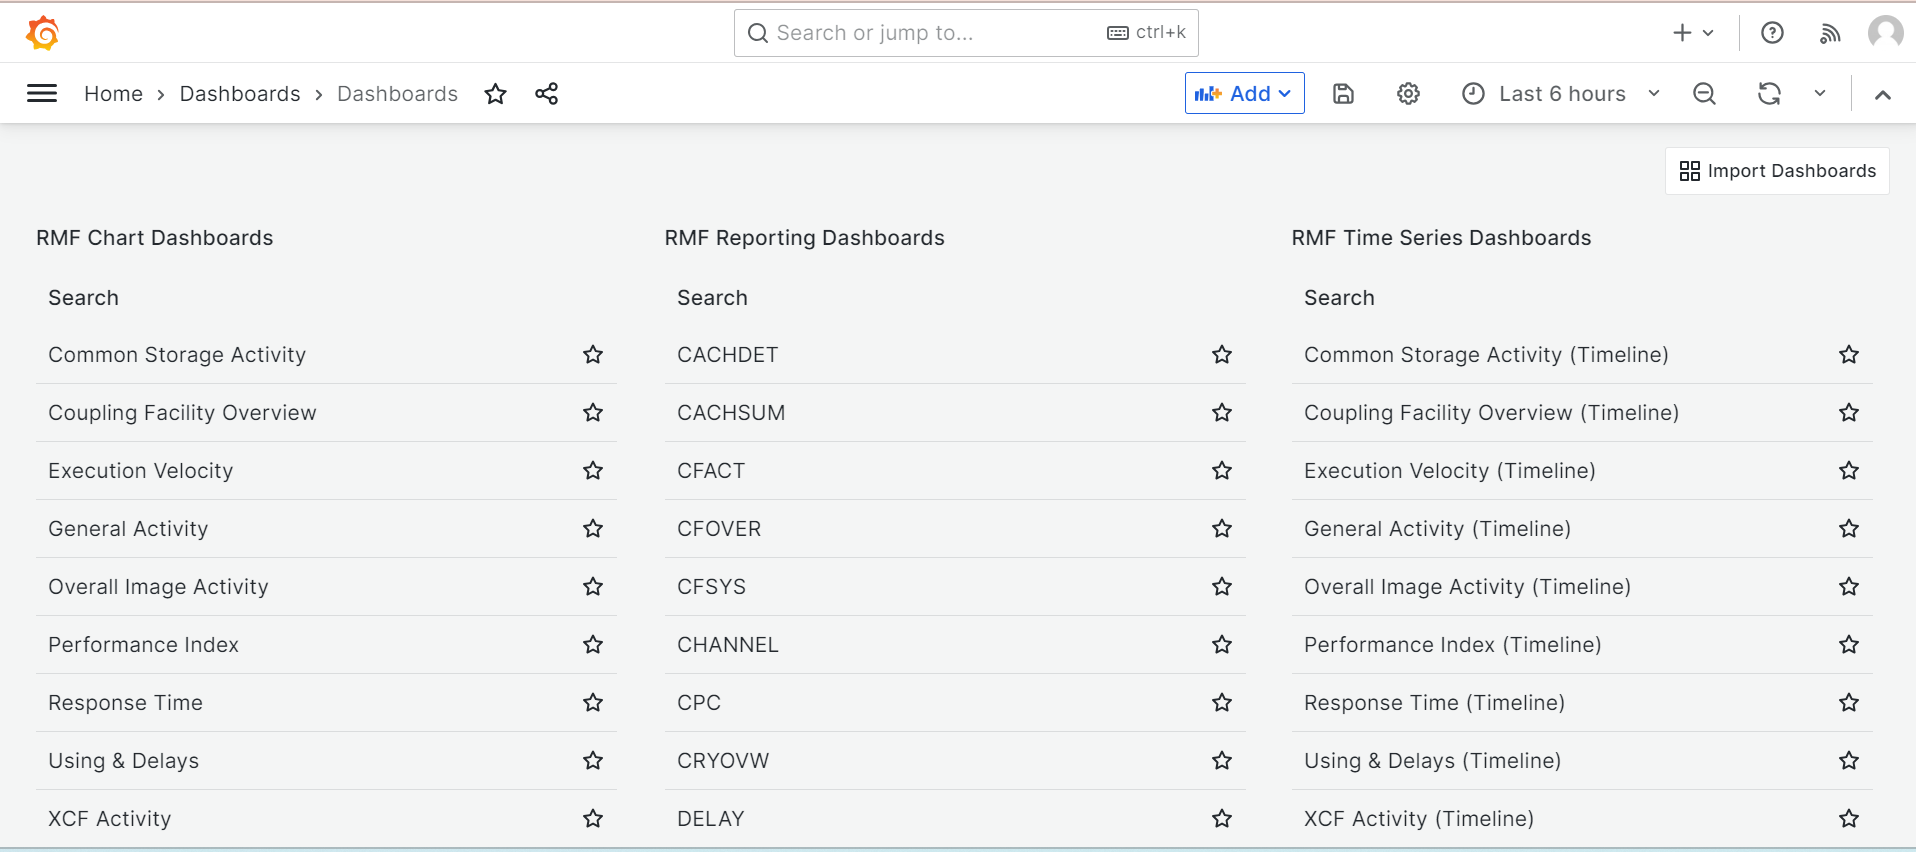 Search or jump to...
ctrl+k
Home › Dashboards › Dashboards
Add
Last 6 hours
Import Dashboards
RMF Chart Dashboards
Search
Common Storage Activity
Coupling Facility Overview
Execution Velocity
General Activity
Overall Image Activity
Performance Index
Response Time
Using & Delays
XCF Activity
RMF Reporting Dashboards
Search
CACHDET
CACHSUM
CFACT
CFOVER
CFSYS
CHANNEL
CPC
CRYOVW
DELAY
RMF Time Series Dashboards
Search
Common Storage Activity (Timeline)
Coupling Facility Overview (Timeline)
Execution Velocity (Timeline)
General Activity (Timeline)
Overall Image Activity (Timeline)
Performance Index (Timeline)
Response Time (Timeline)
Using & Delays (Timeline)
XCF Activity (Timeline)